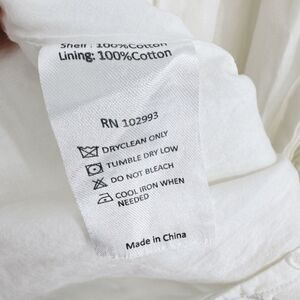 Shell : 100%Cotton
Lining: 100%Cotton
RN 102993
DRYCLEAN ONLY
TUMBLE DRY LOW
DO NOT BLEACH
COOL IRON WHEN
NEEDED
Made in China